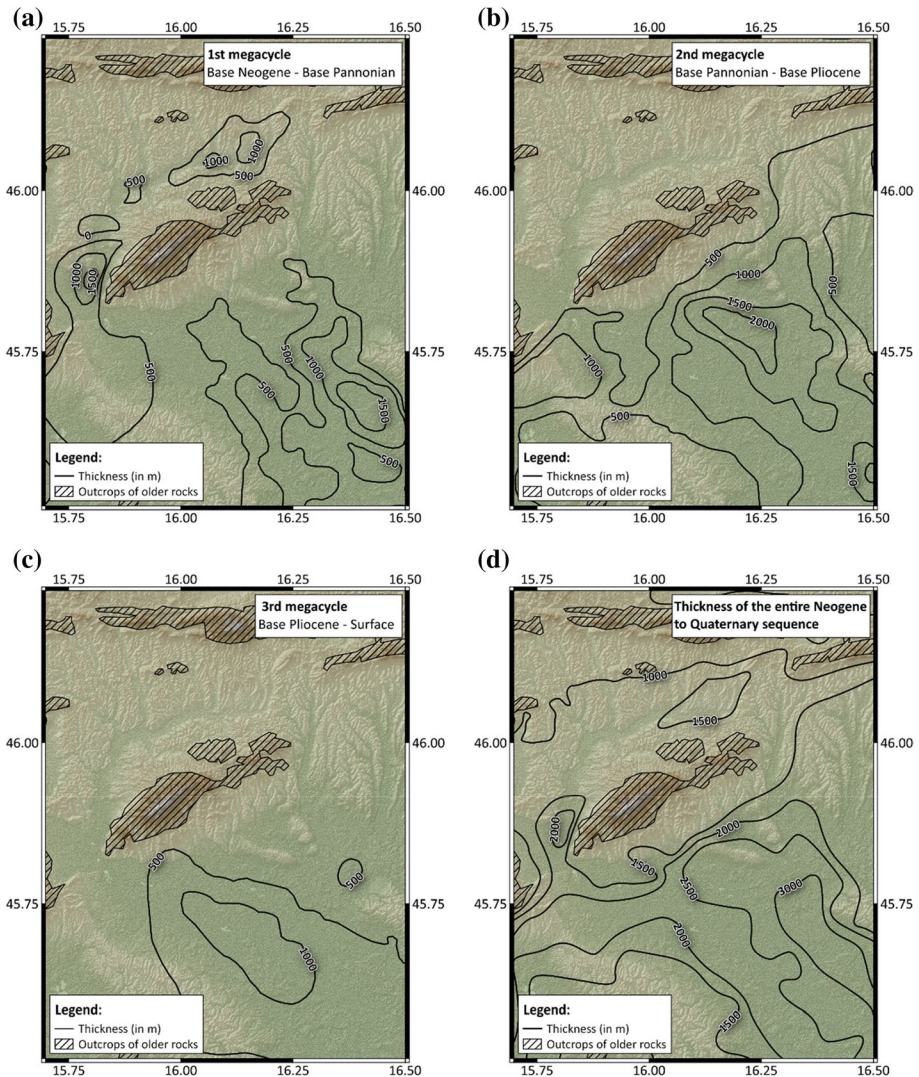 (a)
15.75 16.00 16.25 16.50
1st megacycle
Base Neogene - Base Pannonian
1000
1000
500
500
46.00
0
1000
1500
500
500
1000
45.75
500
1500
500
Legend:
Thickness (in m)
Outcrops of older rocks
15.75 16.00 16.25 16.50
(b)
15.75 16.00 16.25 16.50
2nd megacycle
Base Pannonian - Base Pliocene
46.00 46.00
500
1000
500
1500
2000
45.75 45.75
1000
500
1500
Legend:
Thickness (in m)
Outcrops of older rocks
15.75 16.00 16.25 16.50
(c)
15.75 16.00 16.25 16.50
3rd megacycle
Base Pliocene - Surface
46.00
500
500
45.75
1000
Legend:
Thickness (in m)
Outcrops of older rocks
15.75 16.00 16.25 16.50
(d)
15.75 16.00 16.25 16.50
Thickness of the entire Neogene
to Quaternary sequence
1000
1500
46.00 46.00
2000
2000
1500
2500
3000
45.75 45.75
2000
1500
Legend:
Thickness (in m)
Outcrops of older rocks
15.75 16.00 16.25 16.50